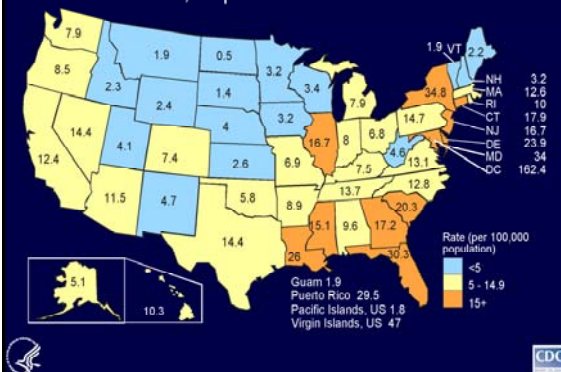 7.9
1.9 VT
2.2
1.9
0.5
3.2
8.5
2.3
3.4
34.8
NH 3.2
MA 12.6
RI 10
CT 17.9
NJ 16.7
DE 23.9
MD 34
DC 162.4
2.4
1.4
7.9
14.7
14.4
4.1
4
3.2
16.7
8
6.8
4.6
13.1
12.4
7.4
2.6
6.9
7.5
12.8
11.5
4.7
5.8
8.9
13.7
20.3
14.4
15.1
9.6
17.2
26
30.3
5.1
10.3
Guam 1.9
Puerto Rico 29.5
Pacific Islands, US 1.8
Virgin Islands, US 47
Rate (per 100,000
population)
<5
5 - 14.9
15+
CDC